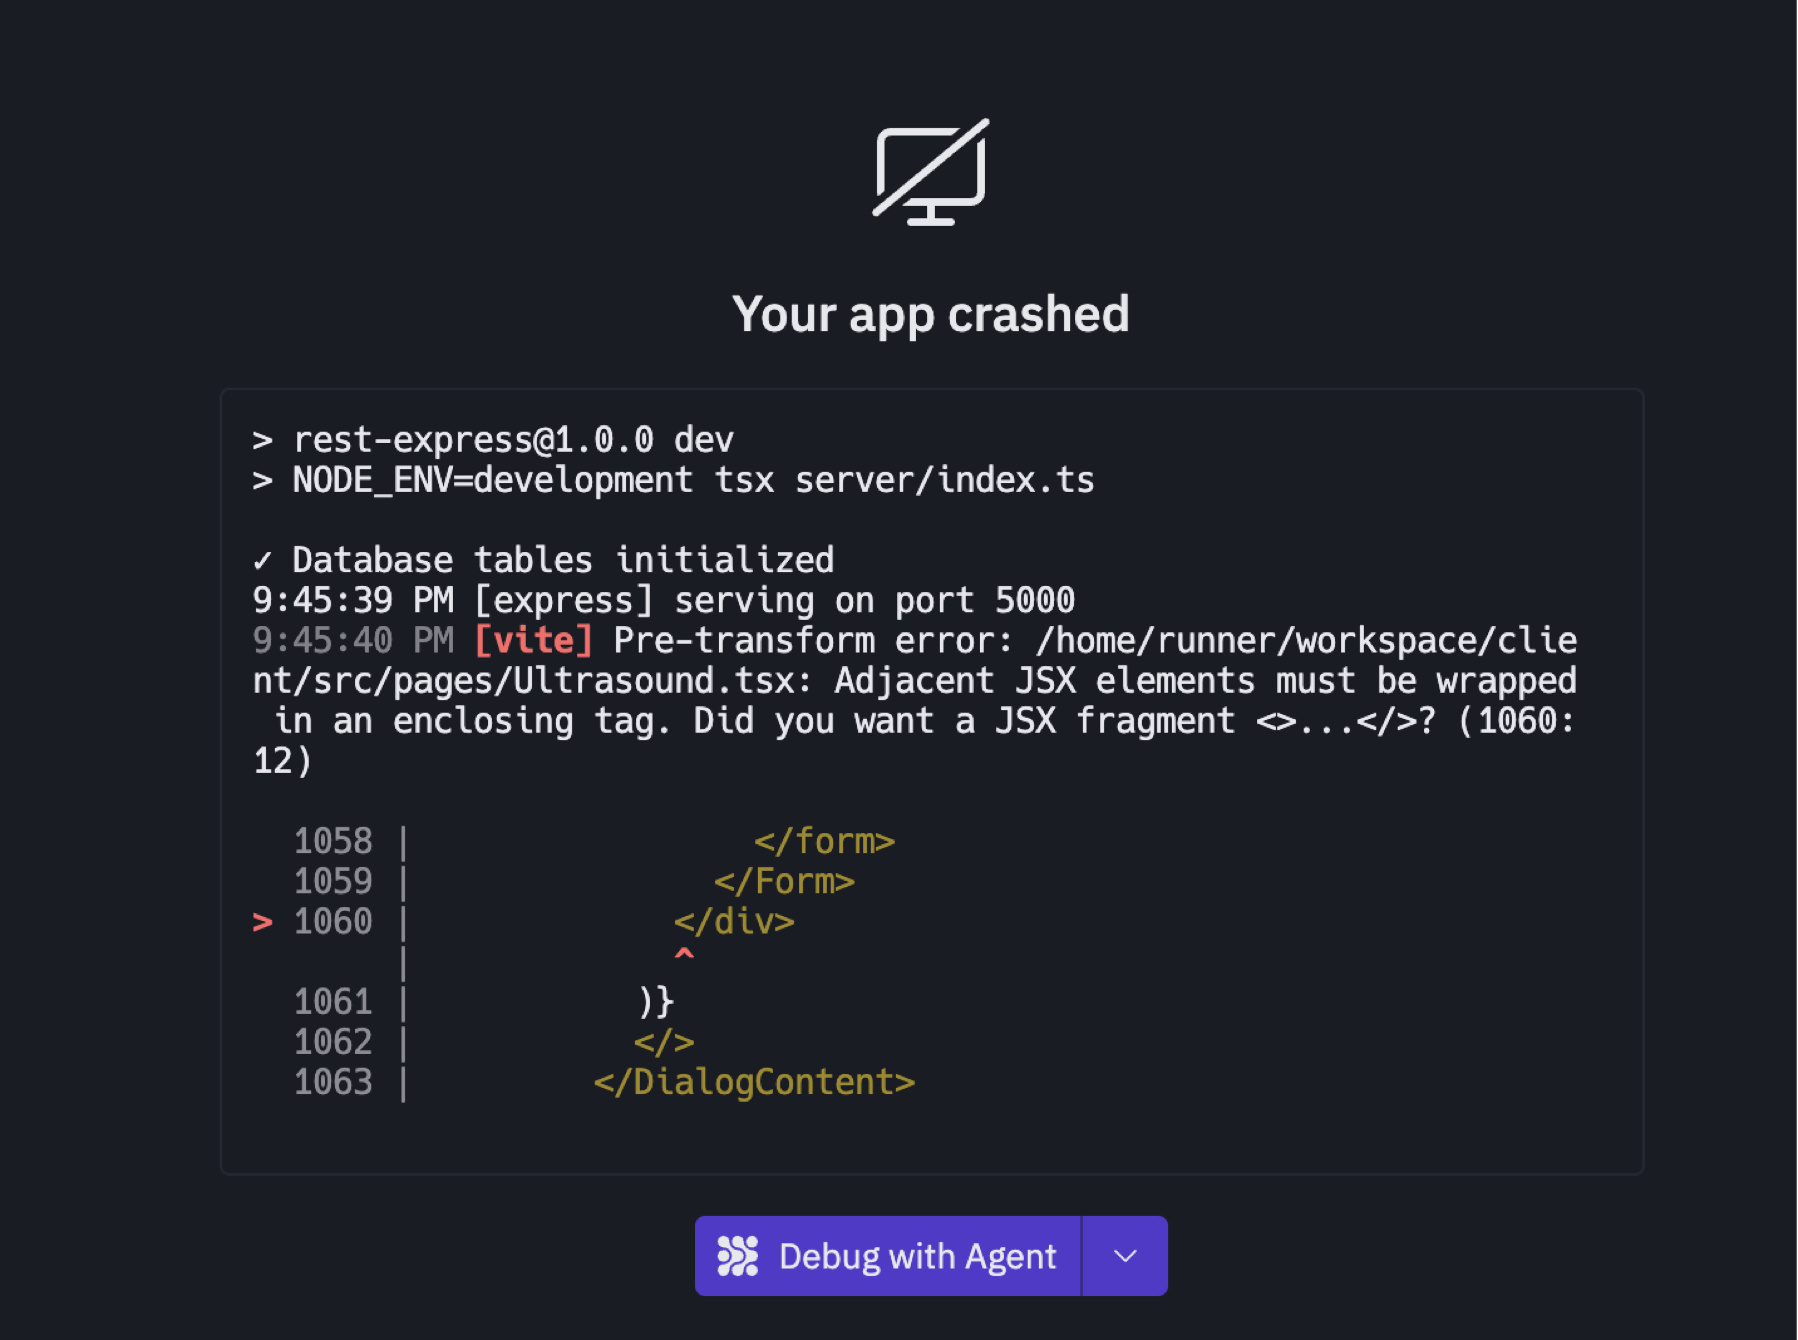 Your app crashed
> rest-express@1.0.0 dev
> NODE_ENV=development tsx server/index.ts
✓ Database tables initialized
9:45:39 PM [express] serving on port 5000
9:45:40 PM [vite] Pre-transform error: /home/runner/workspace/clie
nt/src/pages/Ultrasound.tsx: Adjacent JSX elements must be wrapped
 in an enclosing tag. Did you want a JSX fragment <>...</>? (1060:
12)
  1058 |                 </form>
  1059 |               </Form>
> 1060 |             </div>
       |             ^
  1061 |           )}
  1062 |           </>
  1063 |         </DialogContent>
Debug with Agent